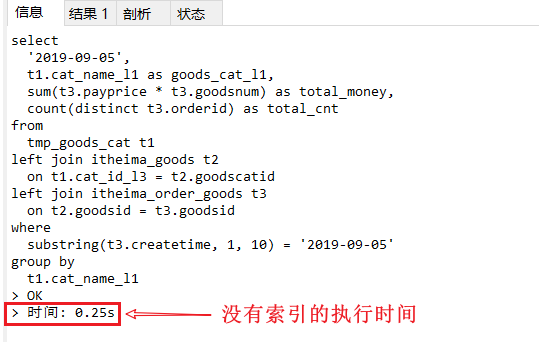 信息 结果 1 剖析 状态
select
'2019-09-05',
t1.cat_name_l1 as goods_cat_l1,
sum(t3.payprice * t3.goodsnum) as total_money,
count(distinct t3.orderid) as total_cnt
from
tmp_goods_cat t1
left join itheima_goods t2
on t1.cat_id_l3 = t2.goodscatid
left join itheima_order_goods t3
on t2.goodsid = t3.goodsid
where
substring(t3.createtime, 1, 10) = '2019-09-05'
group by
t1.cat_name_l1
> OK
> 时间: 0.25s 没有索引的执行时间